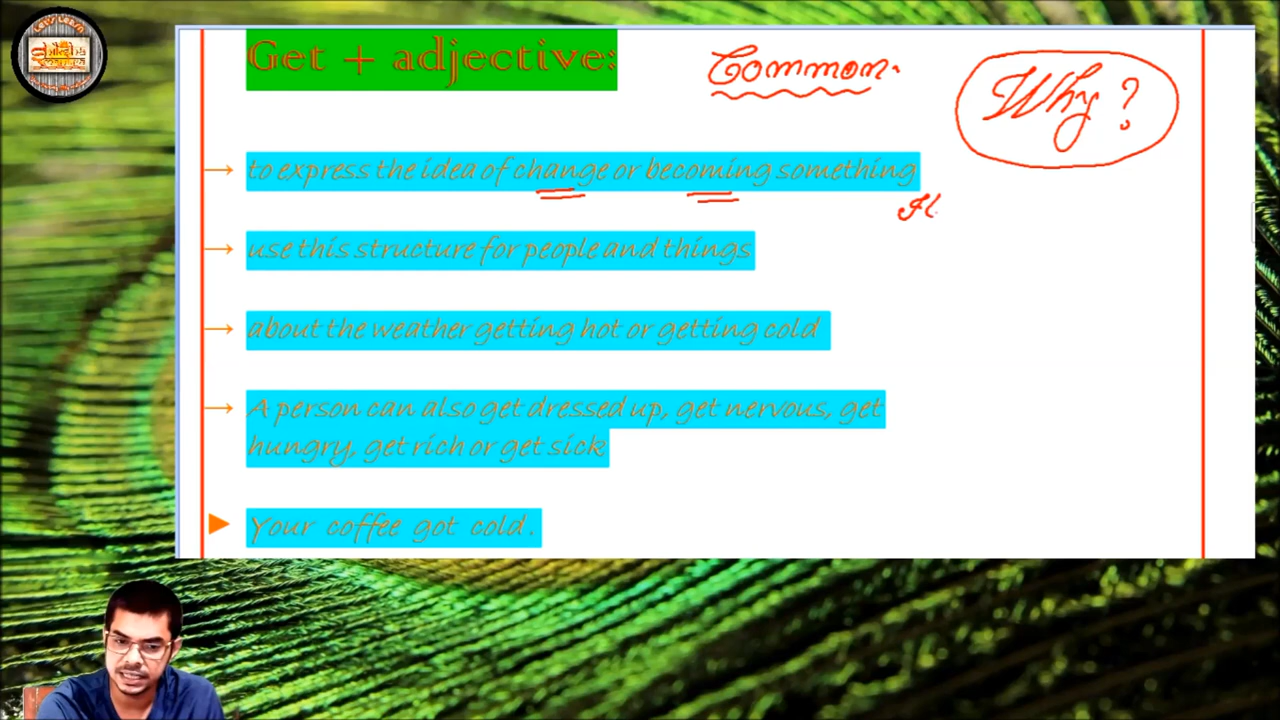 Get + adjective:
Common.
Why?
→ to express the idea of change or becoming something
→ use this structure for people and things
→ about the weather getting hot or getting cold
→ A person can also get dressed up, get nervous, get
hungry, get rich or get sick
► Your coffee got cold.